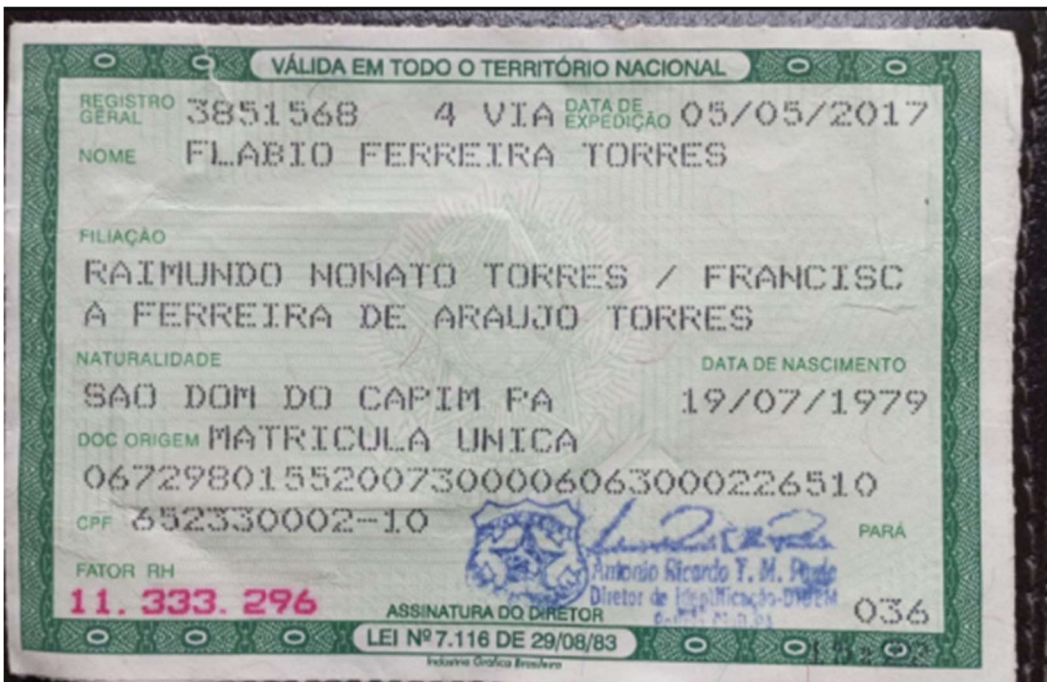 VÁLIDA EM TODO O TERRITÓRIO NACIONAL
REGISTRO GERAL 3851568 4 VIA DATA DE EXPEDIÇÃO 05/05/2017
NOME FLABIO FERREIRA TORRES
FILIAÇÃO
RAIMUNDO NONATO TORRES / FRANCISC
A FERREIRA DE ARAUJO TORRES
NATURALIDADE DATA DE NASCIMENTO
SAO DOM DO CAPIM PA 19/07/1979
DOC ORIGEM MATRICULA UNICA
06729801552007300006063000226510
CPF 652330002-10 PARÁ
FATOR RH Antonio Ricardo T. M.
11.333.296 Diretor de 036
ASSINATURA DO DIRETOR
LEI Nº 7.116 DE 29/08/83
Indústria Gráfica Brasileira